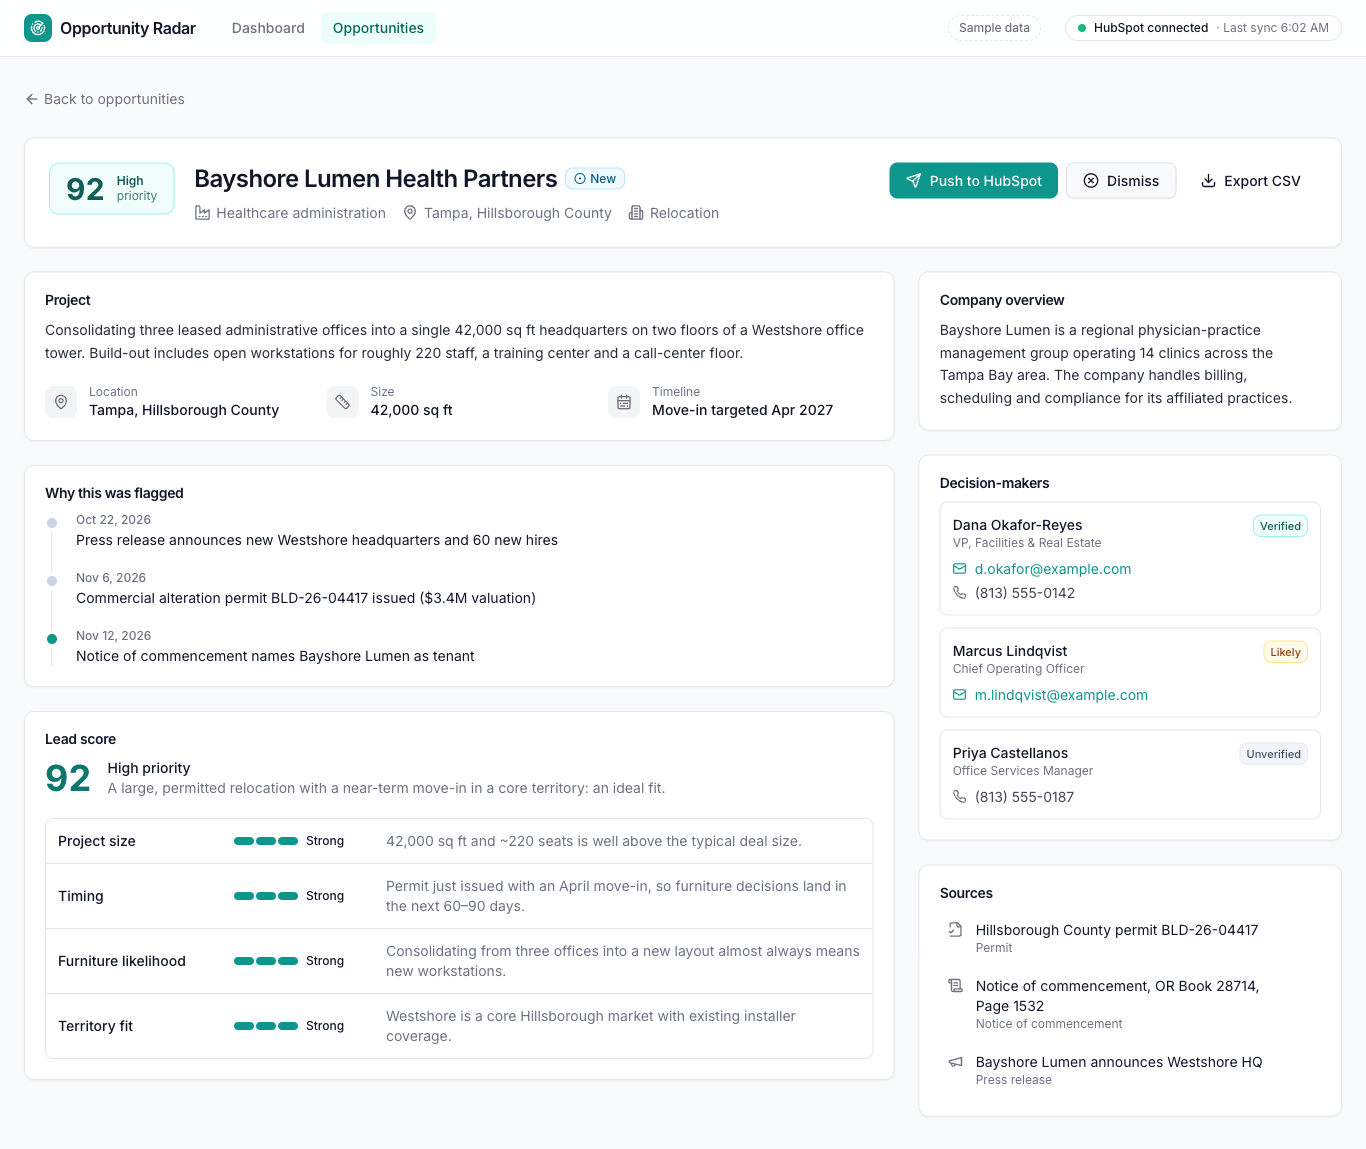 Opportunity Radar
Dashboard
Opportunities
Sample data
HubSpot connected · Last sync 6:02 AM
Back to opportunities
92
High
priority
Bayshore Lumen Health Partners
New
Healthcare administration
Tampa, Hillsborough County
Relocation
Push to HubSpot
Dismiss
Export CSV
Project
Consolidating three leased administrative offices into a single 42,000 sq ft headquarters on two floors of a Westshore office
tower. Build-out includes open workstations for roughly 220 staff, a training center and a call-center floor.
Location
Tampa, Hillsborough County
Size
42,000 sq ft
Timeline
Move-in targeted Apr 2027
Why this was flagged
Oct 22, 2026
Press release announces new Westshore headquarters and 60 new hires
Nov 6, 2026
Commercial alteration permit BLD-26-04417 issued ($3.4M valuation)
Nov 12, 2026
Notice of commencement names Bayshore Lumen as tenant
Lead score
92
High priority
A large, permitted relocation with a near-term move-in in a core territory: an ideal fit.
Project size
Strong
42,000 sq ft and ~220 seats is well above the typical deal size.
Timing
Strong
Permit just issued with an April move-in, so furniture decisions land in
the next 60–90 days.
Furniture likelihood
Strong
Consolidating from three offices into a new layout almost always means
new workstations.
Territory fit
Strong
Westshore is a core Hillsborough market with existing installer
coverage.
Company overview
Bayshore Lumen is a regional physician-practice
management group operating 14 clinics across the
Tampa Bay area. The company handles billing,
scheduling and compliance for its affiliated practices.
Decision-makers
Dana Okafor-Reyes
Verified
VP, Facilities & Real Estate
d.okafor@example.com
(813) 555-0142
Marcus Lindqvist
Likely
Chief Operating Officer
m.lindqvist@example.com
Priya Castellanos
Unverified
Office Services Manager
(813) 555-0187
Sources
Hillsborough County permit BLD-26-04417
Permit
Notice of commencement, OR Book 28714,
Page 1532
Notice of commencement
Bayshore Lumen announces Westshore HQ
Press release